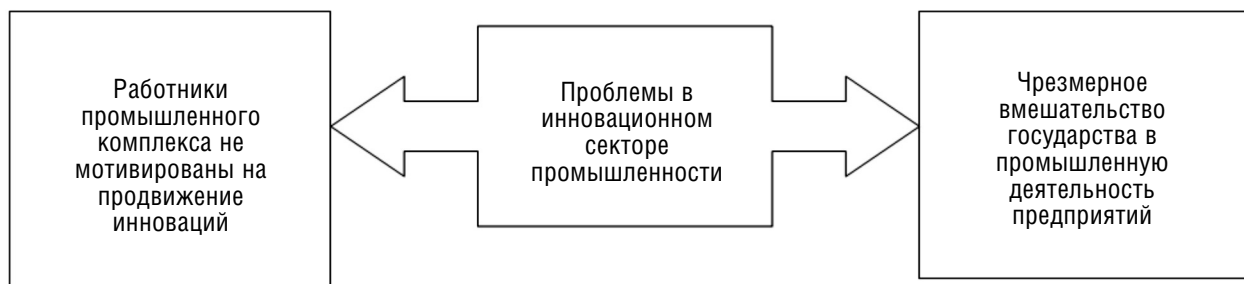 Работники
промышленного
комплекса не
мотивированы на
продвижение
инноваций
Проблемы в
инновационном
секторе
промышленности
Чрезмерное
вмешательство
государства в
промышленную
деятельность
предприятий